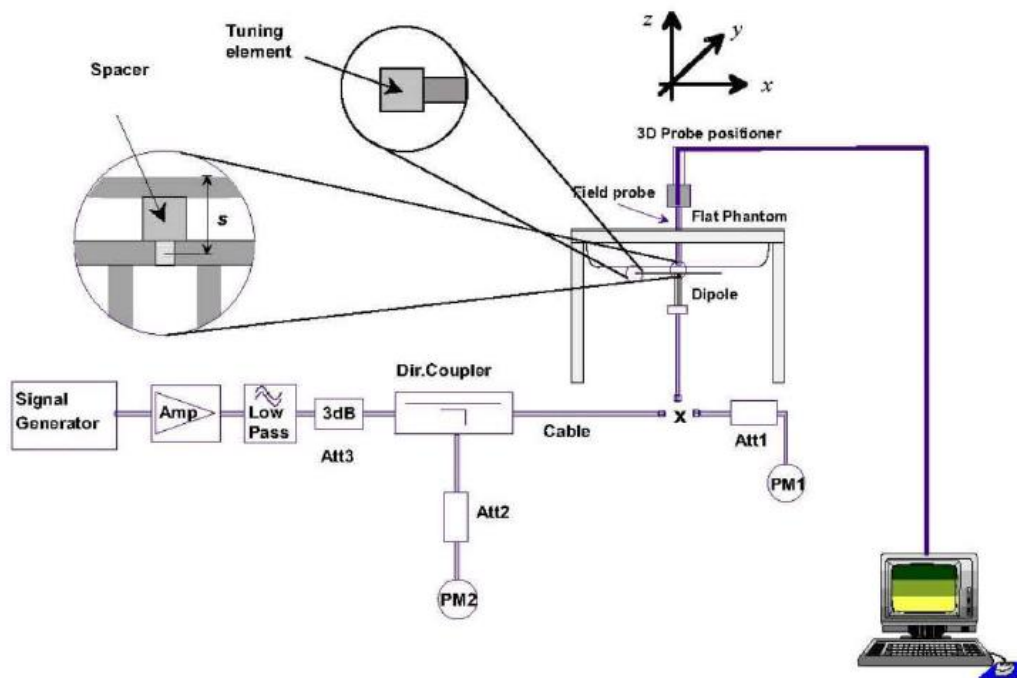 Tuning
element
Spacer
s
z
y
x
3D Probe positioner
Field probe
Flat Phantom
Dipole
Dir.Coupler
Signal
Generator
Amp
Low
Pass
3dB
Att3
Cable
x
Att1
PM1
Att2
PM2